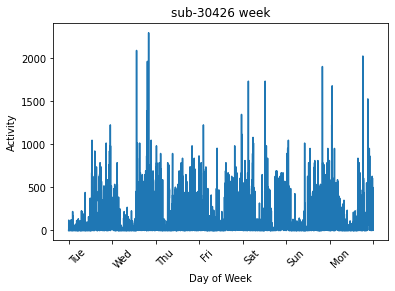 sub-30426 week
2000
1500
1000
500
0
Activity
Tue
Wed
Thu
Fri
Sat
Sun
Mon
Day of Week